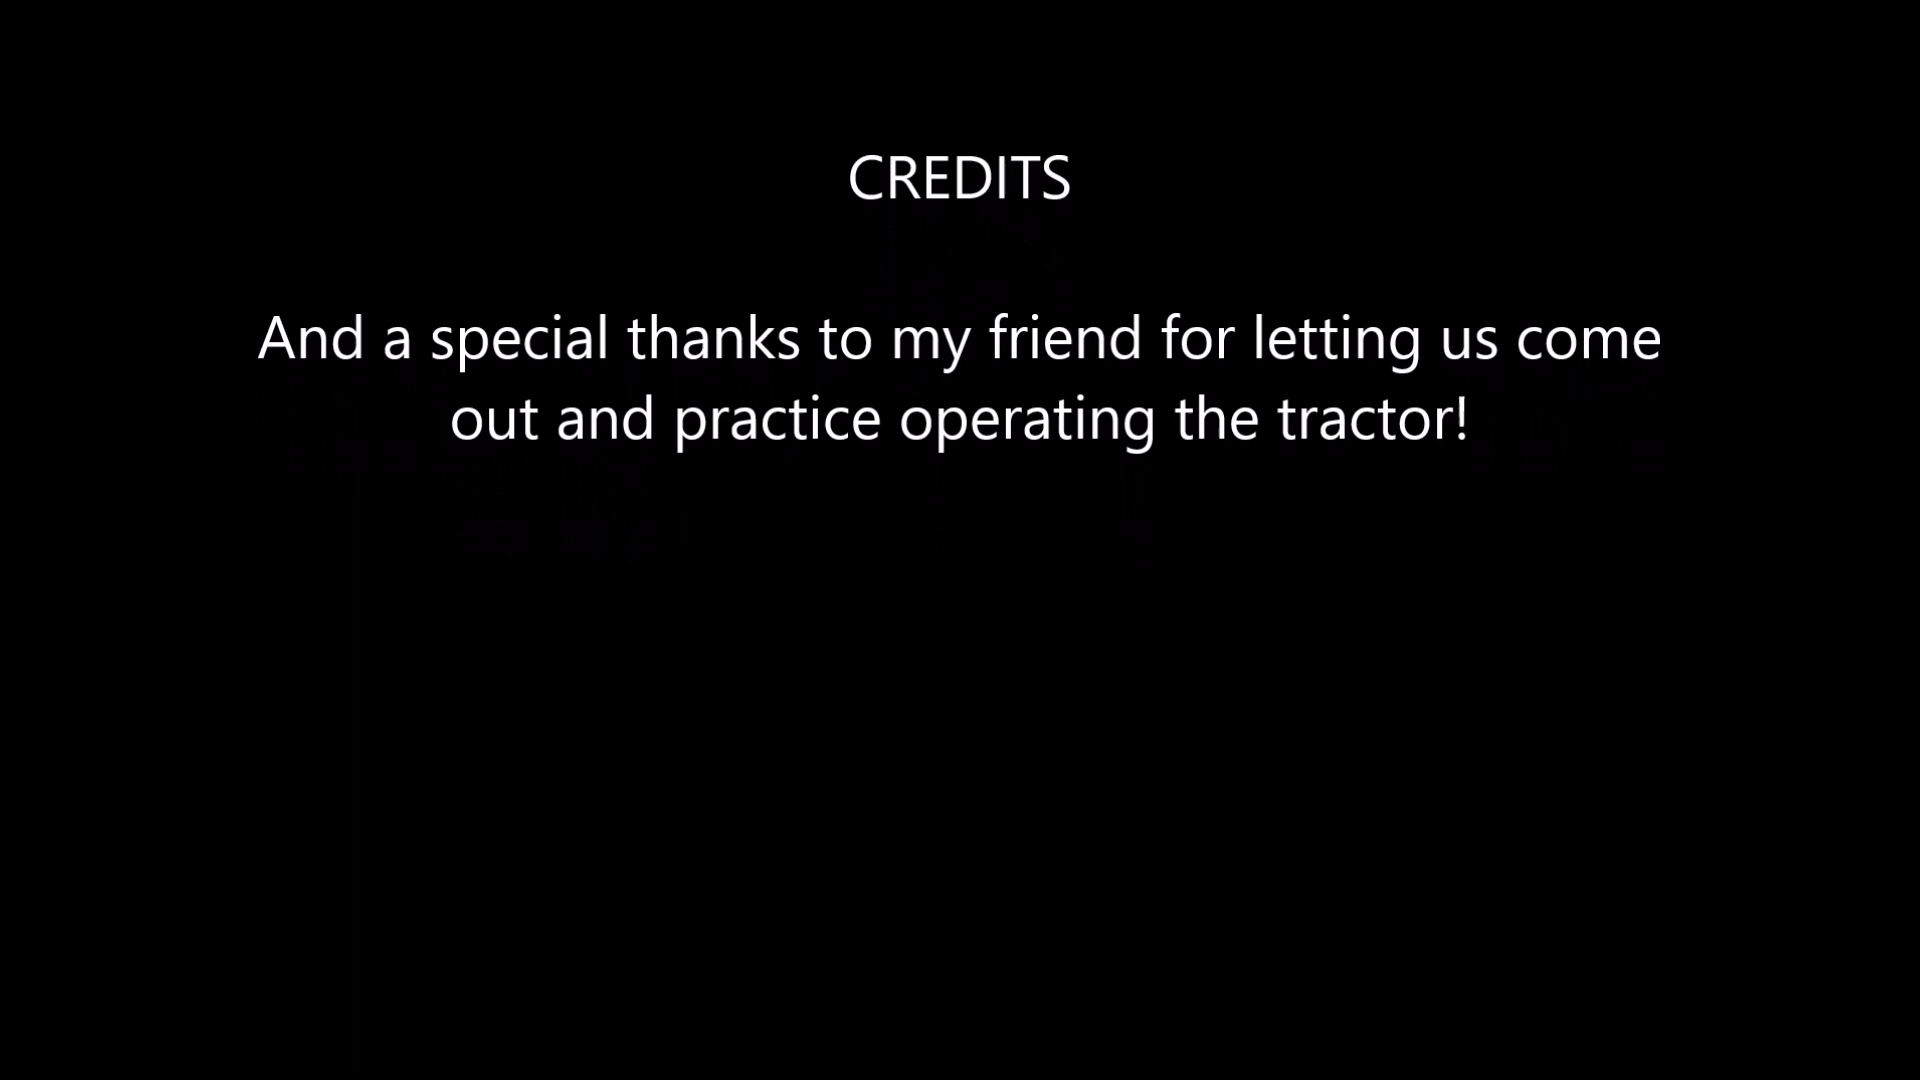 CREDITS
And a special thanks to my friend for letting us come
out and practice operating the tractor!